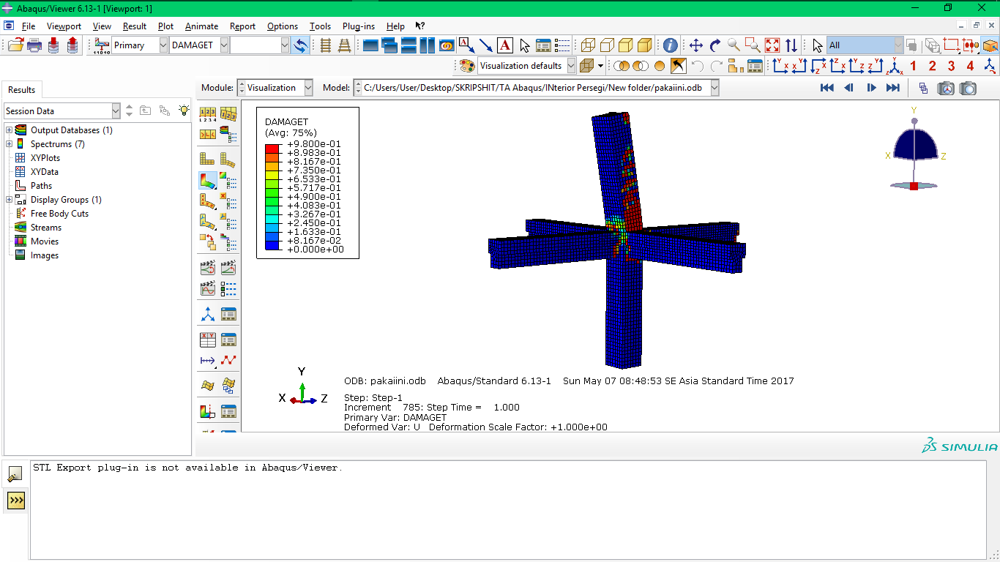 Abaqus/Viewer 6.13-1 [Viewport: 1]
File Viewport View Result Plot Animate Report Options Tools Plug-ins Help
Primary DAMAGET All
Visualization defaults 1 2 3 4
Results Module: Visualization Model: C:/Users/User/Desktop/SKRIPSHIT/TA Abaqus/INterior Persegi/New folder/pakaiini.odb
Session Data
Output Databases (1)
Spectrums (7)
XYPlots
XYData
Paths
Display Groups (1)
Free Body Cuts
Streams
Movies
Images
DAMAGET
(Avg: 75%)
+9.800e-01
+8.983e-01
+8.167e-01
+7.350e-01
+6.533e-01
+5.717e-01
+4.900e-01
+4.083e-01
+3.267e-01
+2.450e-01
+1.633e-01
+8.167e-02
+0.000e+00
Y
X Z
Y
X Z
ODB: pakaiini.odb Abaqus/Standard 6.13-1 Sun May 07 08:48:53 SE Asia Standard Time 2017
Step: Step-1
Increment 785: Step Time = 1.000
Primary Var: DAMAGET
Deformed Var: U Deformation Scale Factor: +1.000e+00
SIMULIA
STL Export plug-in is not available in Abaqus/Viewer.
>>>